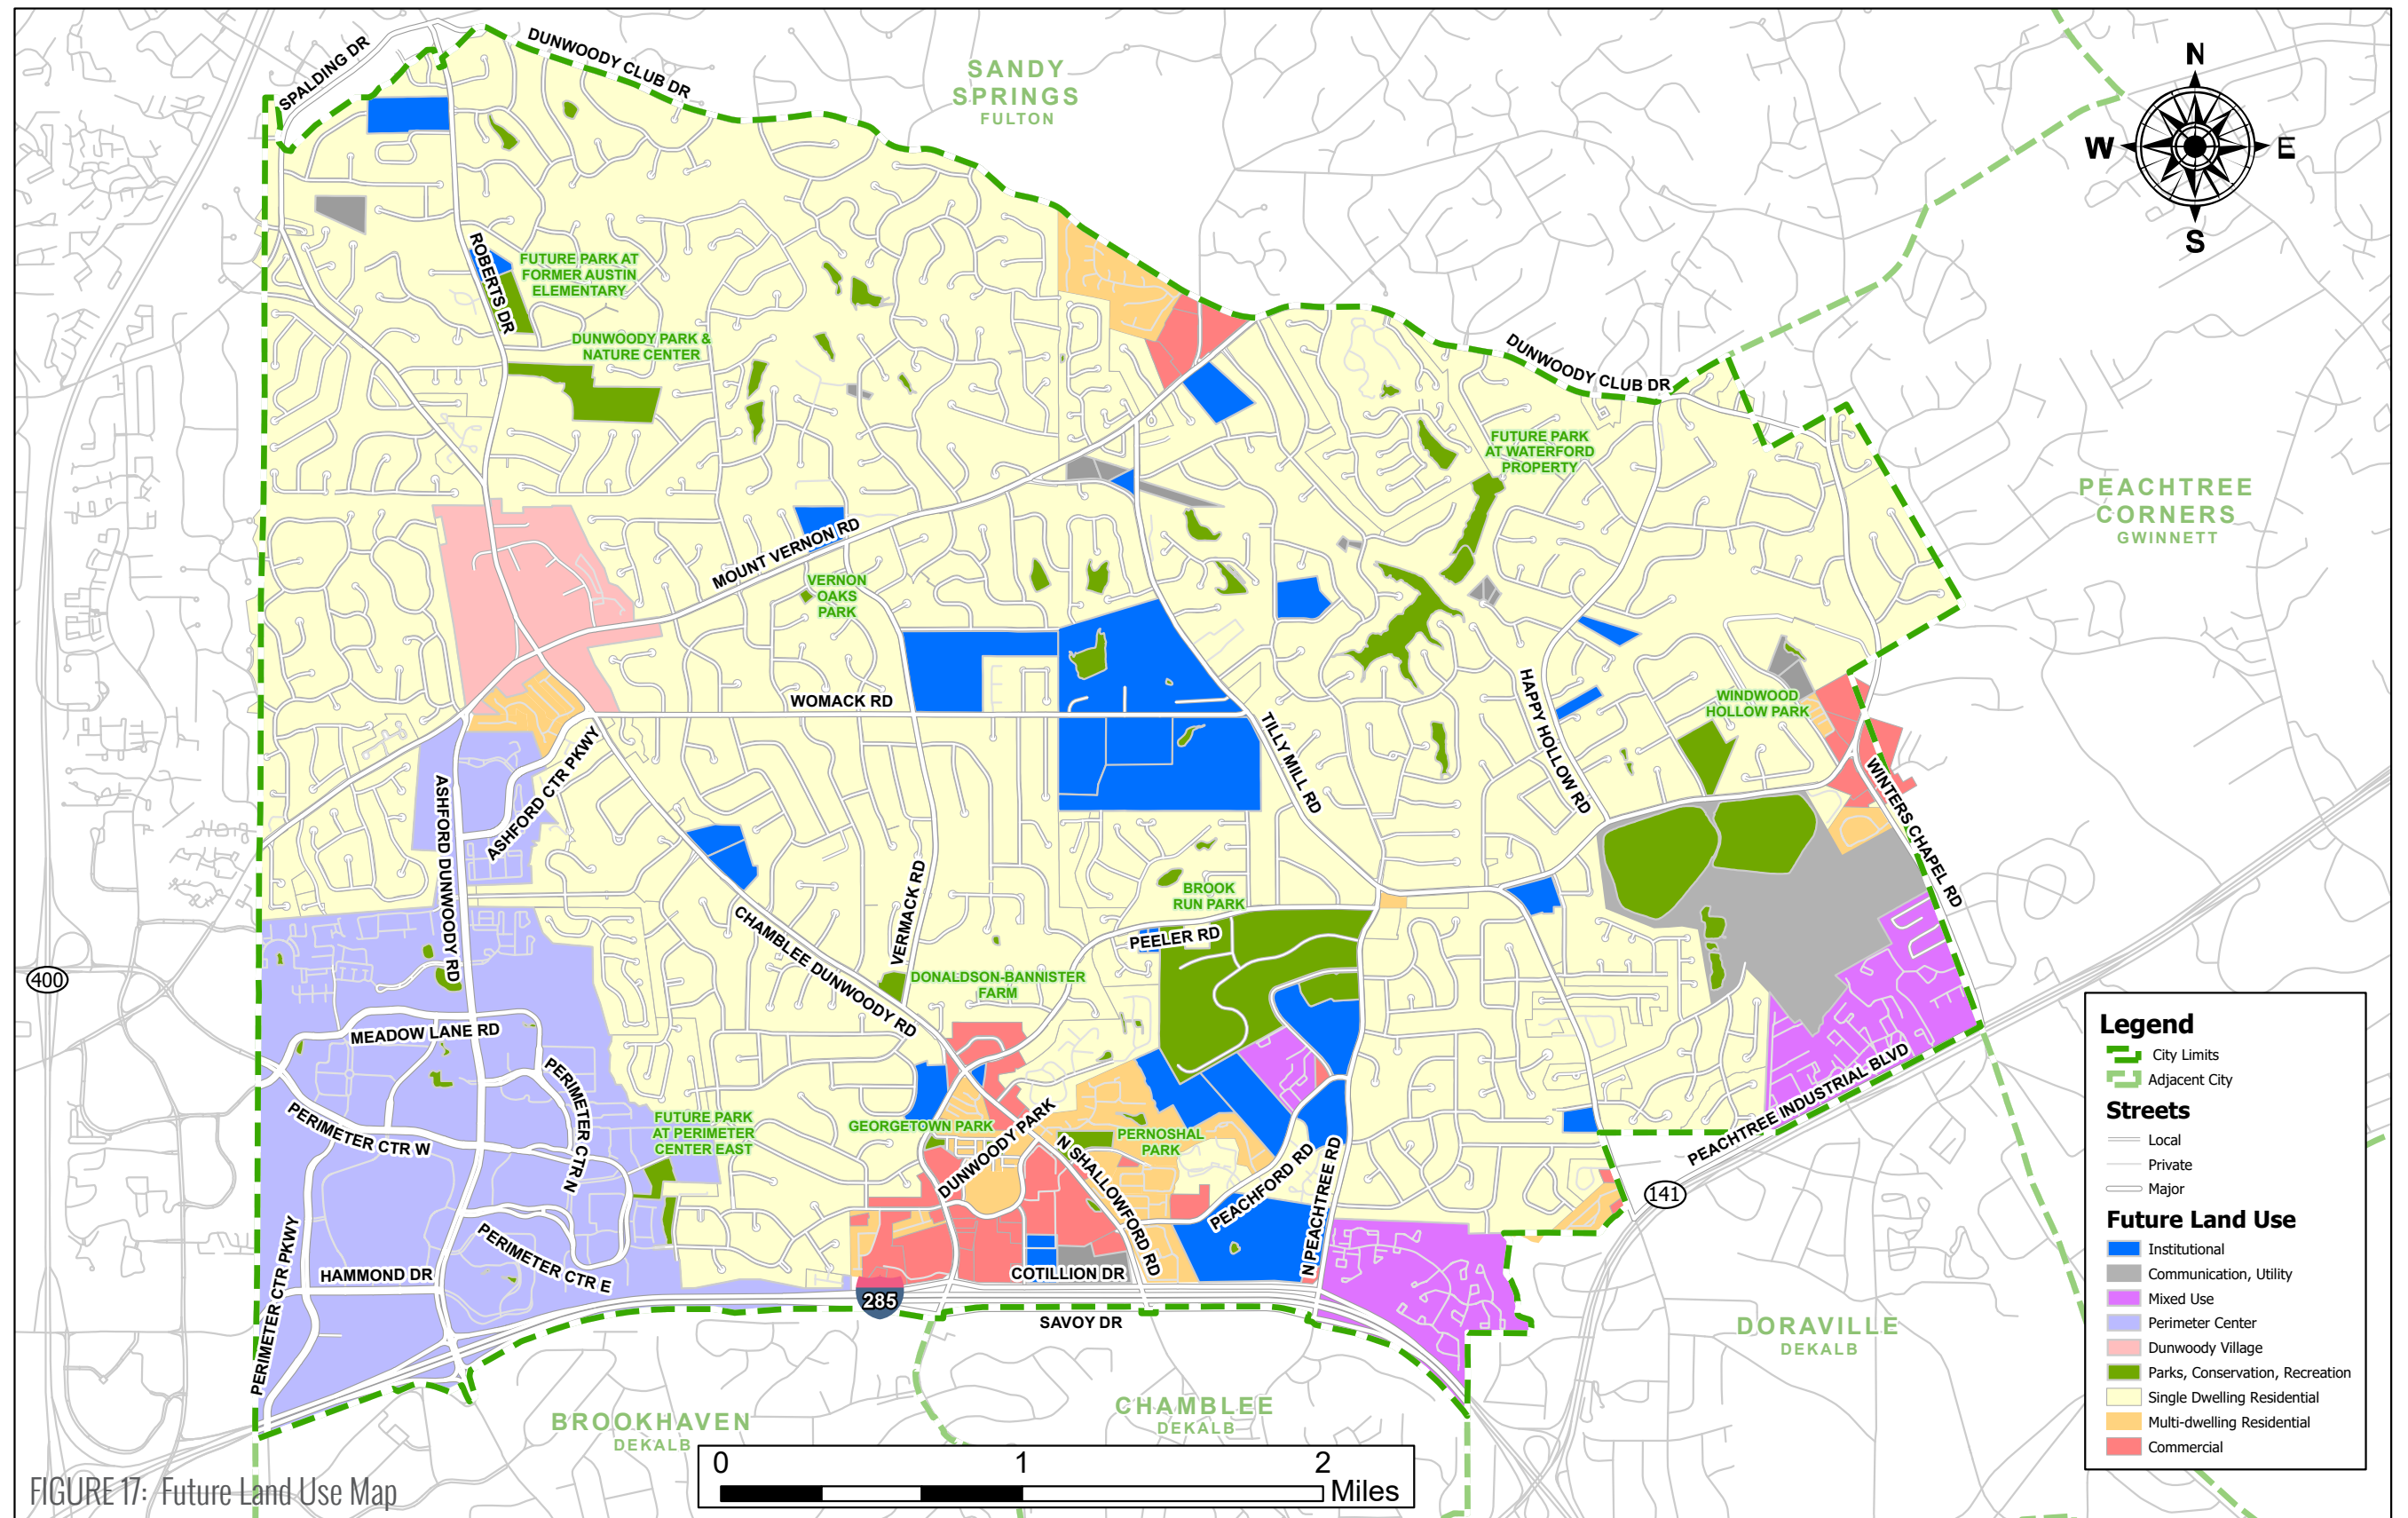 SPALDING DR
DUNWOODY CLUB DR
SANDY
SPRINGS
FULTON
N
W
E
S
ROBERTS DR
FUTURE PARK AT
FORMER AUSTIN
ELEMENTARY
DUNWOODY PARK &
NATURE CENTER
DUNWOODY CLUB DR
FUTURE PARK
AT WATERFORD
PROPERTY
PEACHTREE
CORNERS
GWINNETT
MOUNT VERNON RD
VERNON
OAKS
PARK
WOMACK RD
TILLY MILL RD
HAPPY HOLLOW RD
WINDWOOD
HOLLOW PARK
WINTERS CHAPEL RD
ASHFORD DUNWOODY RD
ASHFORD CTR PKWY
CHAMBLEE DUNWOODY RD
VERMACK RD
BROOK
RUN PARK
PEELER RD
DONALDSON-BANNISTER
FARM
400
MEADOW LANE RD
PERIMETER CTR N
PERIMETER CTR W
FUTURE PARK
AT PERIMETER
CENTER EAST
GEORGETOWN PARK
DUNWOODY PARK
N SHALLOWFORD RD
PERNOSHAL
PARK
PEACHFORD RD
N PEACHTREE RD
PEACHTREE INDUSTRIAL BLVD
141
PERIMETER CTR PKWY
HAMMOND DR
PERIMETER CTR E
COTILLION DR
285
SAVOY DR
DORAVILLE
DEKALB
BROOKHAVEN
DEKALB
CHAMBLEE
DEKALB
Legend
City Limits
Adjacent City
Streets
Local
Private
Major
Future Land Use
Institutional
Communication, Utility
Mixed Use
Perimeter Center
Dunwoody Village
Parks, Conservation, Recreation
Single Dwelling Residential
Multi-dwelling Residential
Commercial
0 1 2
Miles
FIGURE 17: Future Land Use Map